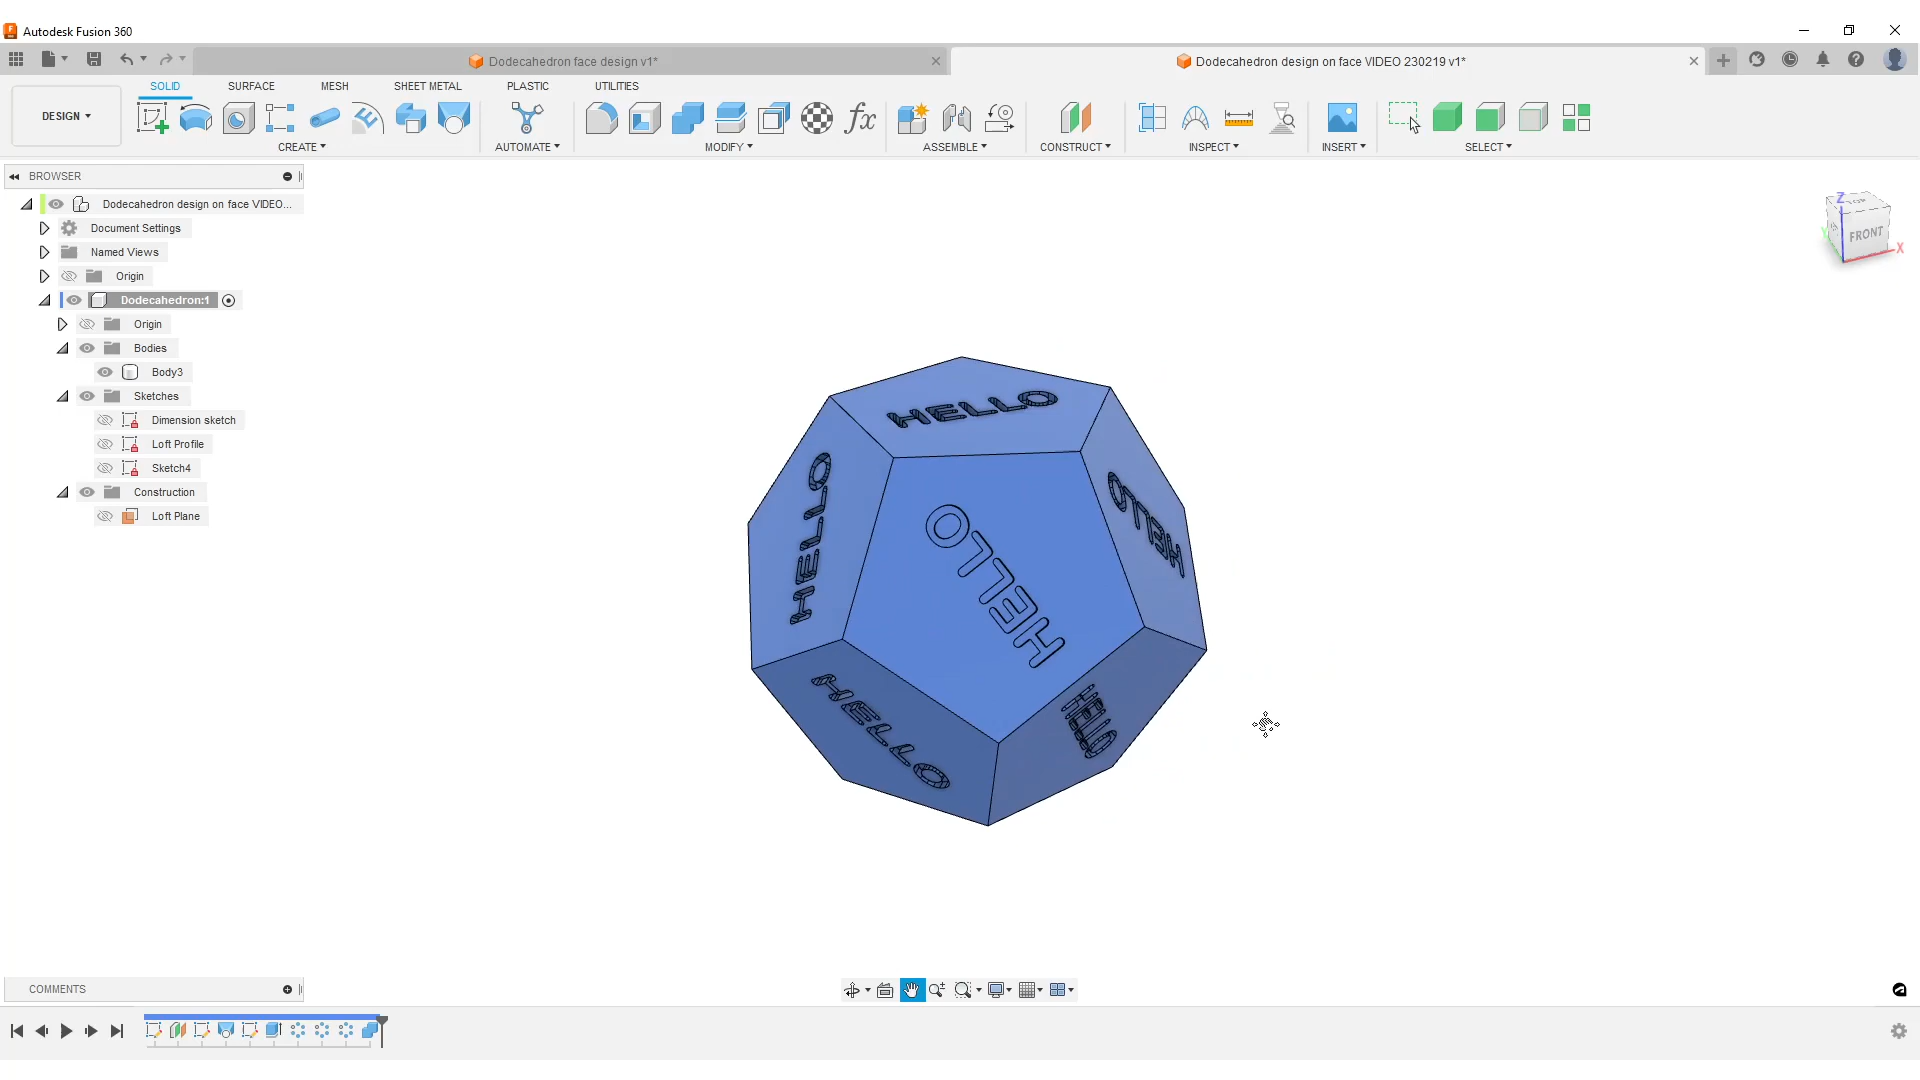 Autodesk Fusion 360
Dodecahedron face design v1*
Dodecahedron design on face VIDEO 230219 v1*
SOLID
SURFACE
MESH
SHEET METAL
PLASTIC
UTILITIES
DESIGN
fx
CREATE
AUTOMATE
MODIFY
ASSEMBLE
CONSTRUCT
INSPECT
INSERT
SELECT
BROWSER
Dodecahedron design on face VIDEO...
Document Settings
Named Views
Origin
Dodecahedron:1
Origin
Bodies
Body3
Sketches
Dimension sketch
Loft Profile
Sketch4
Construction
Loft Plane
Z
TOP
FRONT
X
Y
HELLO
HELLO
HELLO
HELLO
HELLO
HELLO
COMMENTS